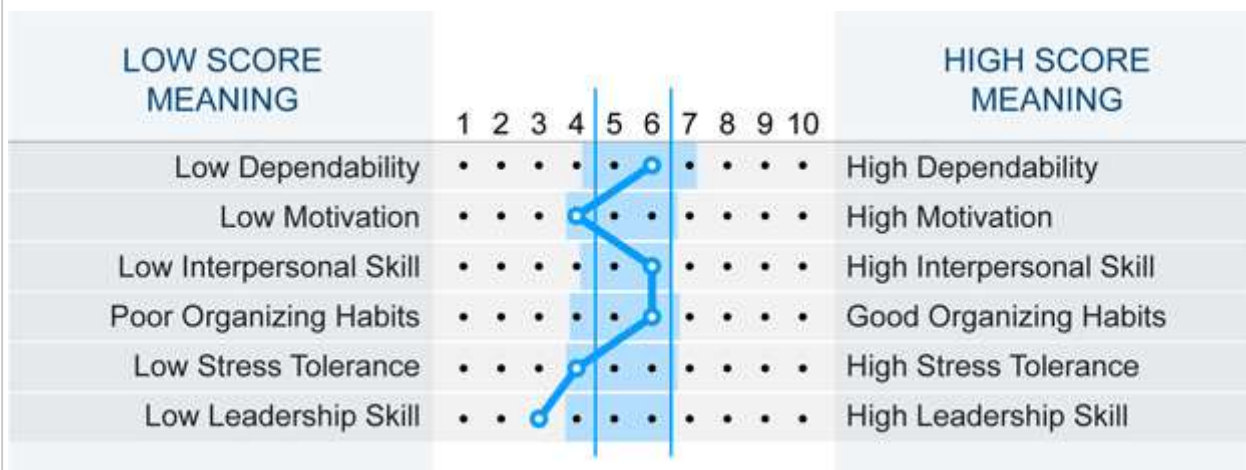 LOW SCORE
MEANING
HIGH SCORE
MEANING
1 2 3 4 5 6 7 8 9 10
Low Dependability High Dependability
Low Motivation High Motivation
Low Interpersonal Skill High Interpersonal Skill
Poor Organizing Habits Good Organizing Habits
Low Stress Tolerance High Stress Tolerance
Low Leadership Skill High Leadership Skill